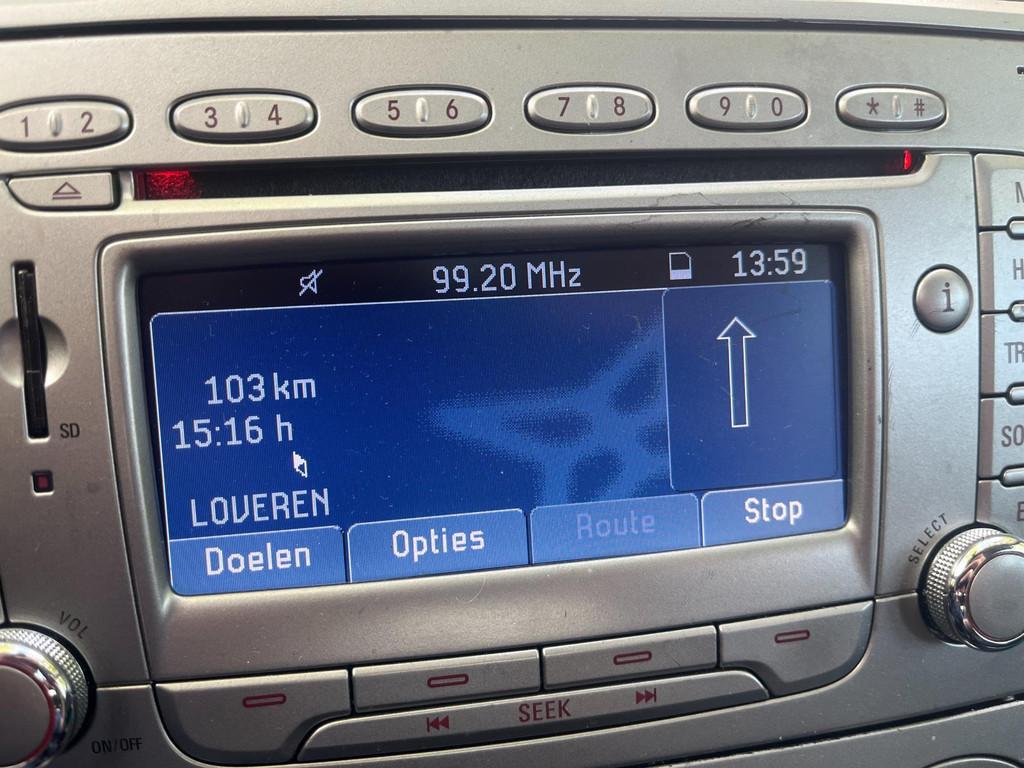 1 2 3 4 5 6 7 8 9 0 * #
99.20 MHz 13:59
i
103 km
15:16 h
SD
LOVEREN
Doelen Opties Route Stop
SELECT
VOL
SEEK
ON/OFF